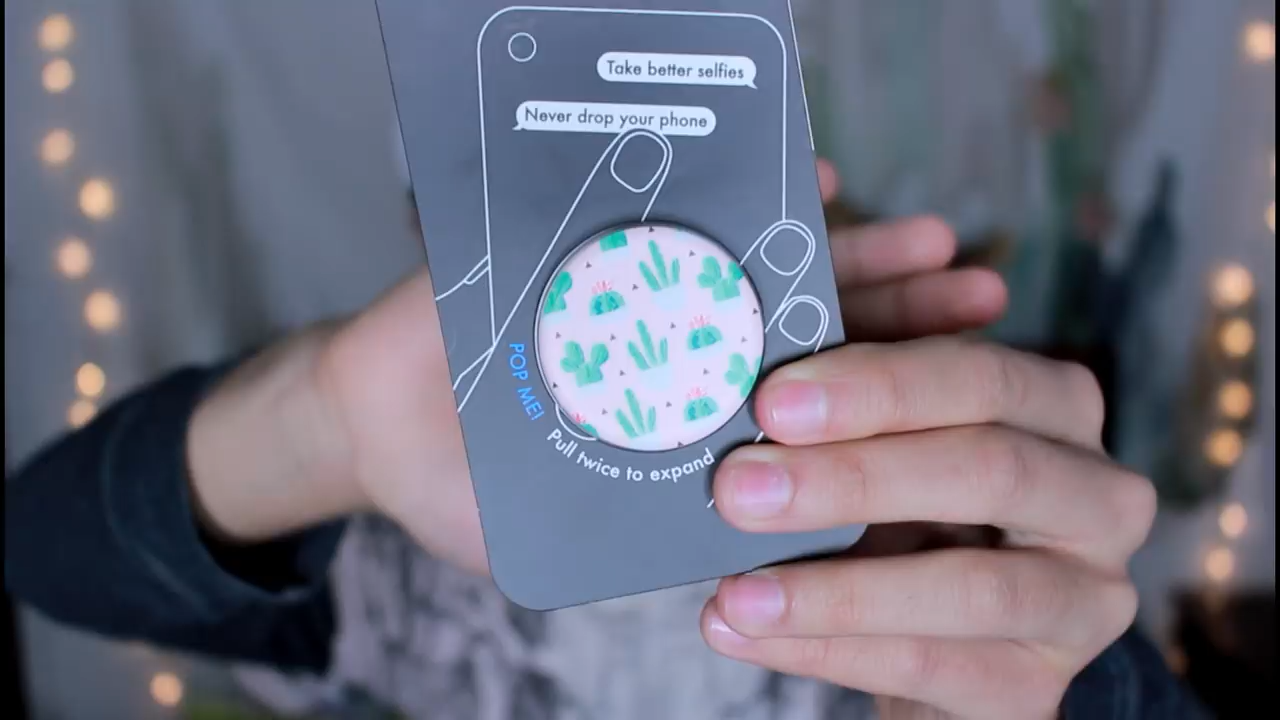 Take better selfies
Never drop your phone
POP ME!
Pull twice to expand